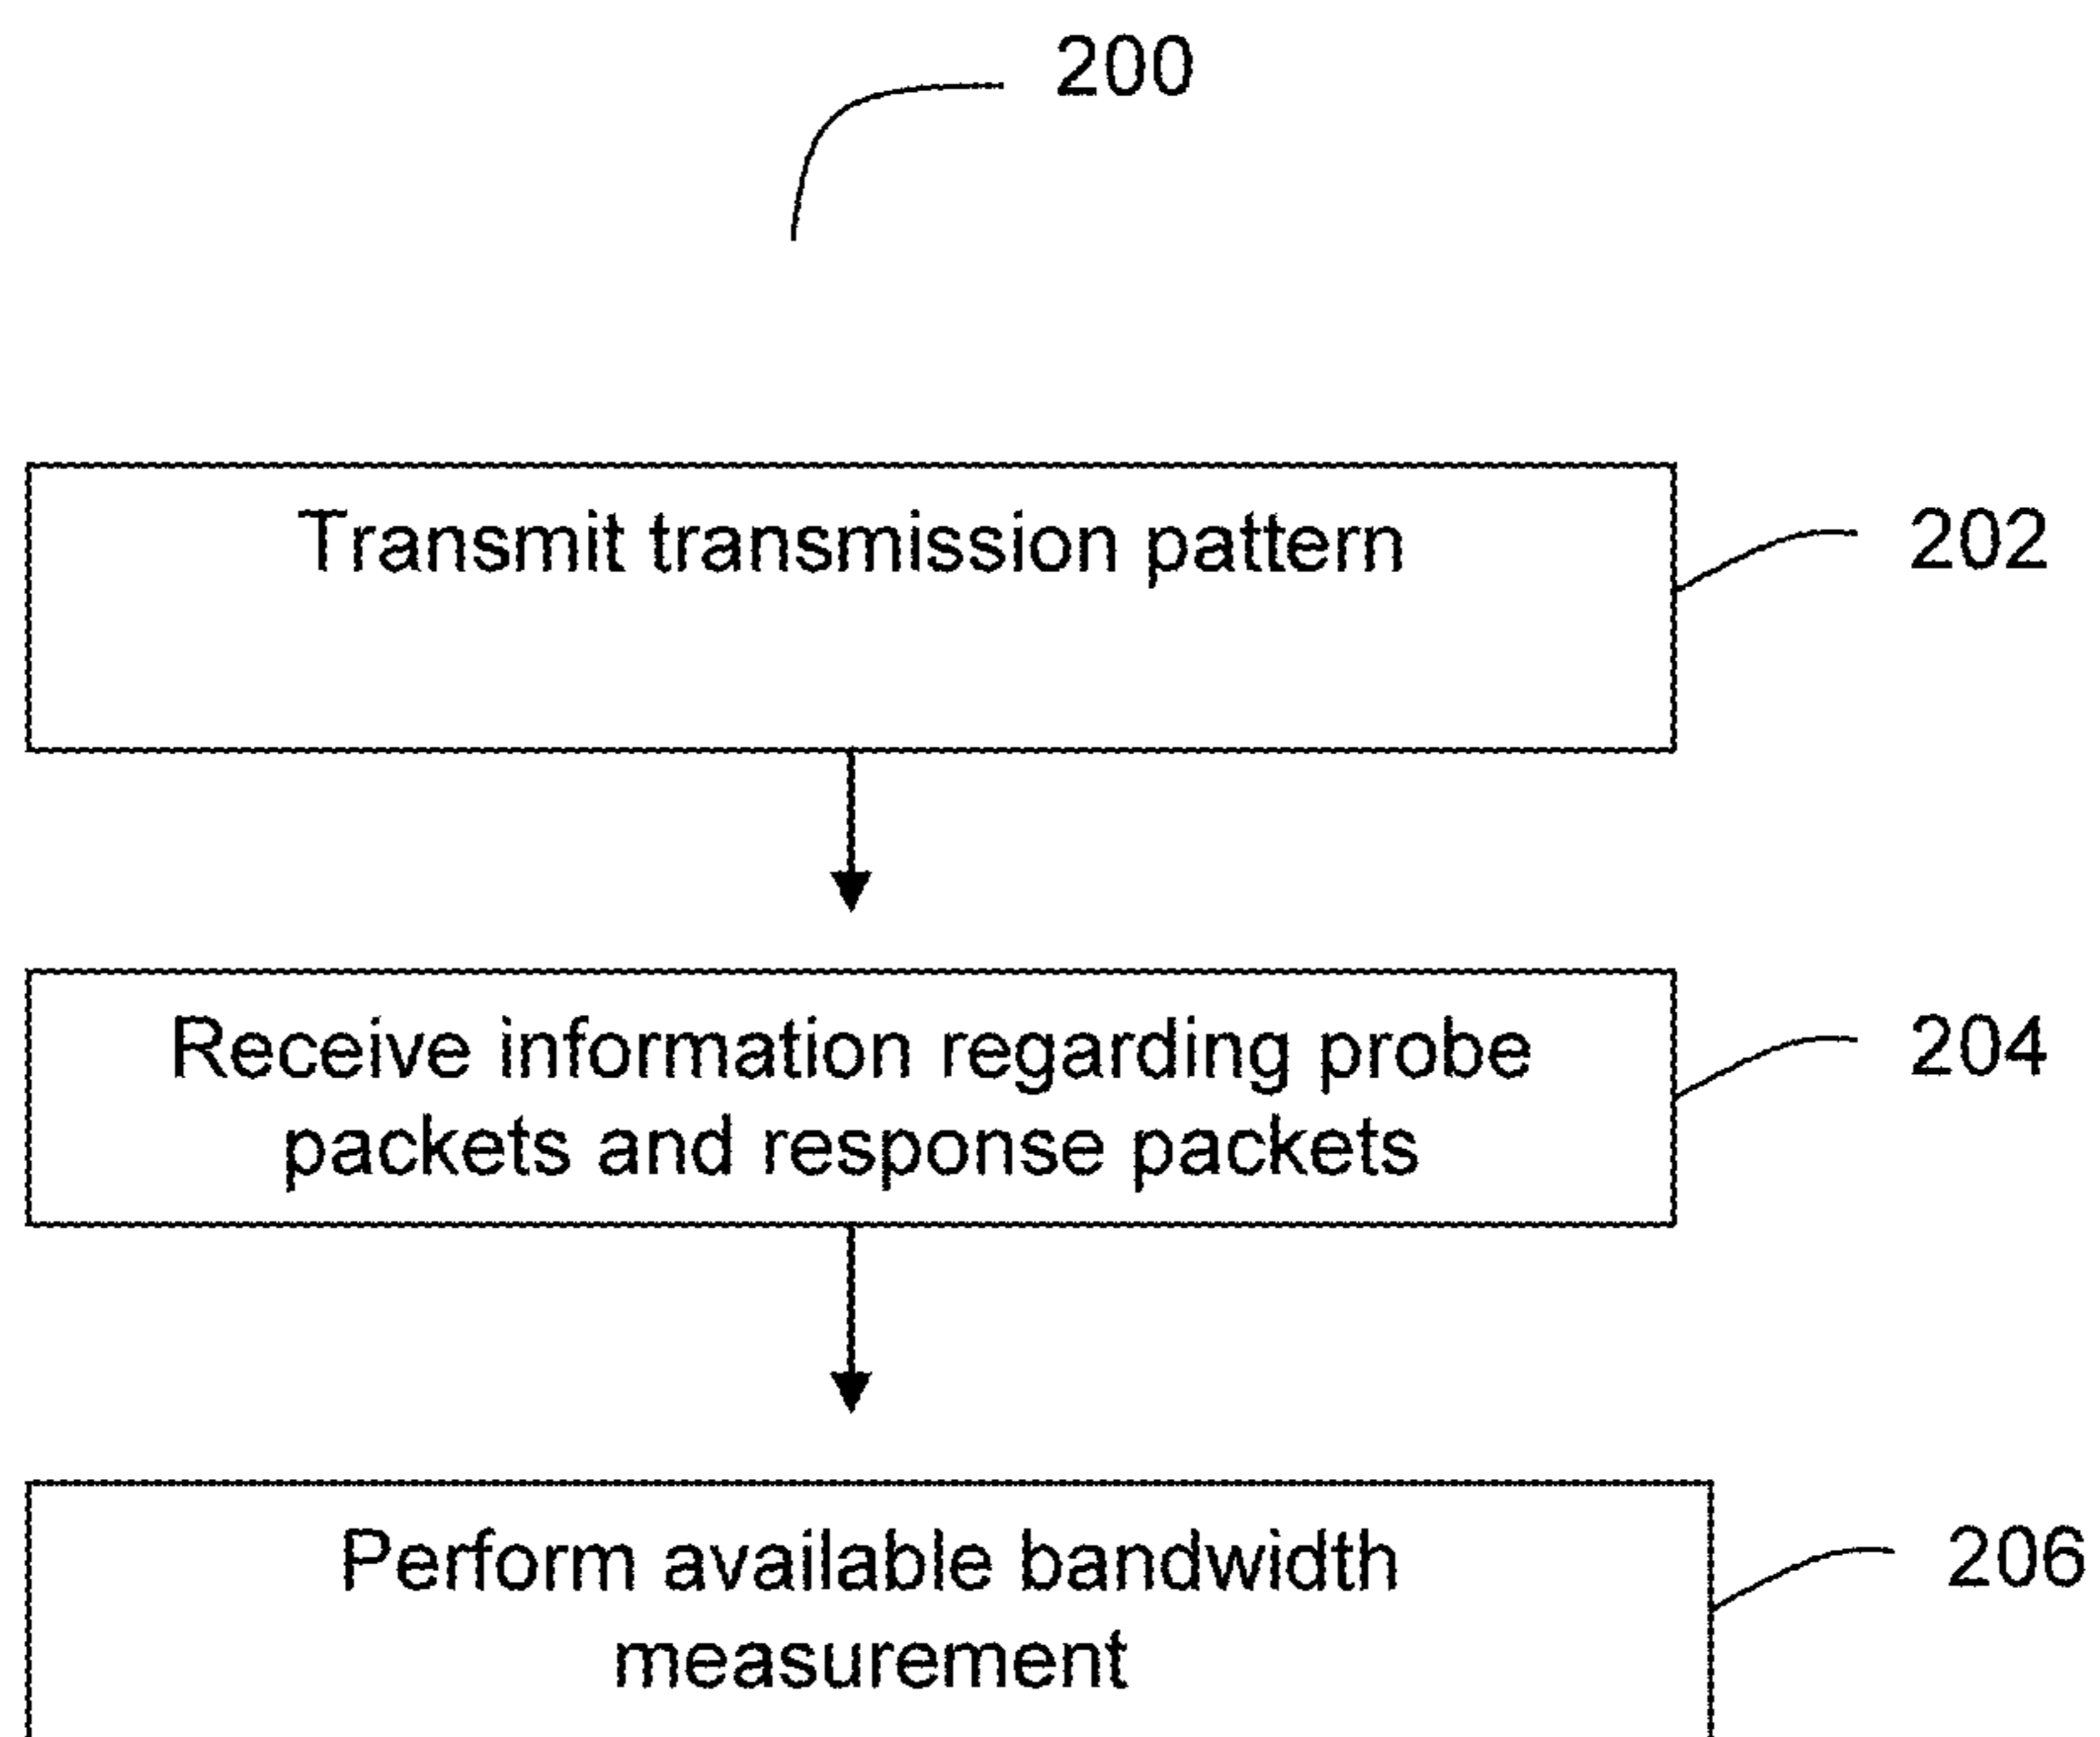 200
Transmit transmission pattern
202
Receive information regarding probe
packets and response packets
204
Perform available bandwidth
measurement
206